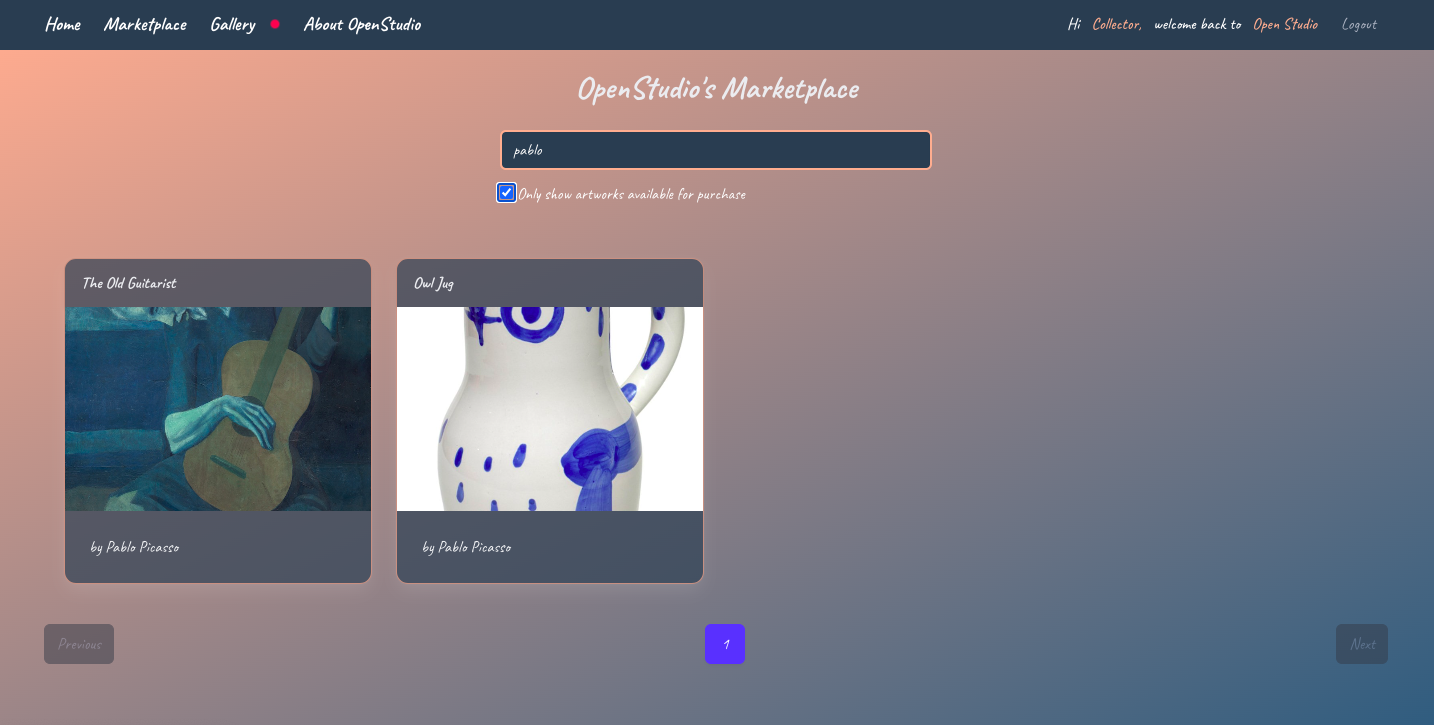 Home Marketplace Gallery About OpenStudio Hi Collector, welcome back to Open Studio Logout
OpenStudio's Marketplace
pablo
Only show artworks available for purchase
The Old Guitarist
Owl Jug
by Pablo Picasso
by Pablo Picasso
Previous
1
Next